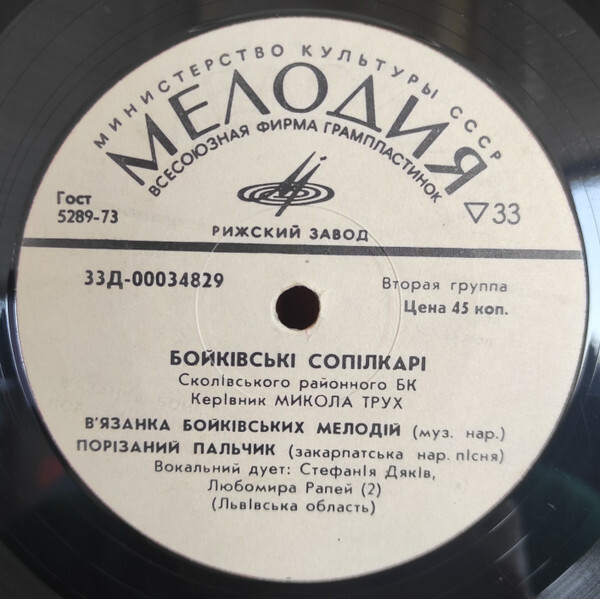 МИНИСТЕРСТВО КУЛЬТУРЫ СССР
МЕЛОДИЯ
ВСЕСОЮЗНАЯ ФИРМА ГРАМПЛАСТИНОК
Гост
5289-73
▽33
РИЖСКИЙ ЗАВОД
33Д-00034829
Вторая группа
Цена 45 коп.
БОЙКІВСЬКІ СОПІЛКАРІ
Сколівського районного БК
Керівник МИКОЛА ТРУХ
В'ЯЗАНКА БОЙКІВСЬКИХ МЕЛОДІЙ (муз. нар.)
ПОРІЗАНИЙ ПАЛЬЧИК (закарпатська нар. пісня)
Вокальний дует: Стефанія Дяків,
Любомира Рапей (2)
(Львівська область)